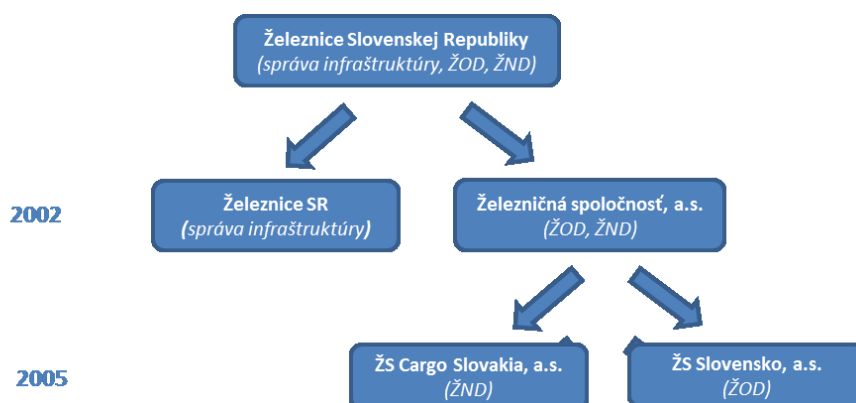 Železnice Slovenskej Republiky
(správa infraštruktúry, ŽOD, ŽND)
2002
Železnice SR
(správa infraštruktúry)
Železničná spoločnosť, a.s.
(ŽOD, ŽND)
2005
ŽS Cargo Slovakia, a.s.
(ŽND)
ŽS Slovensko, a.s.
(ŽOD)